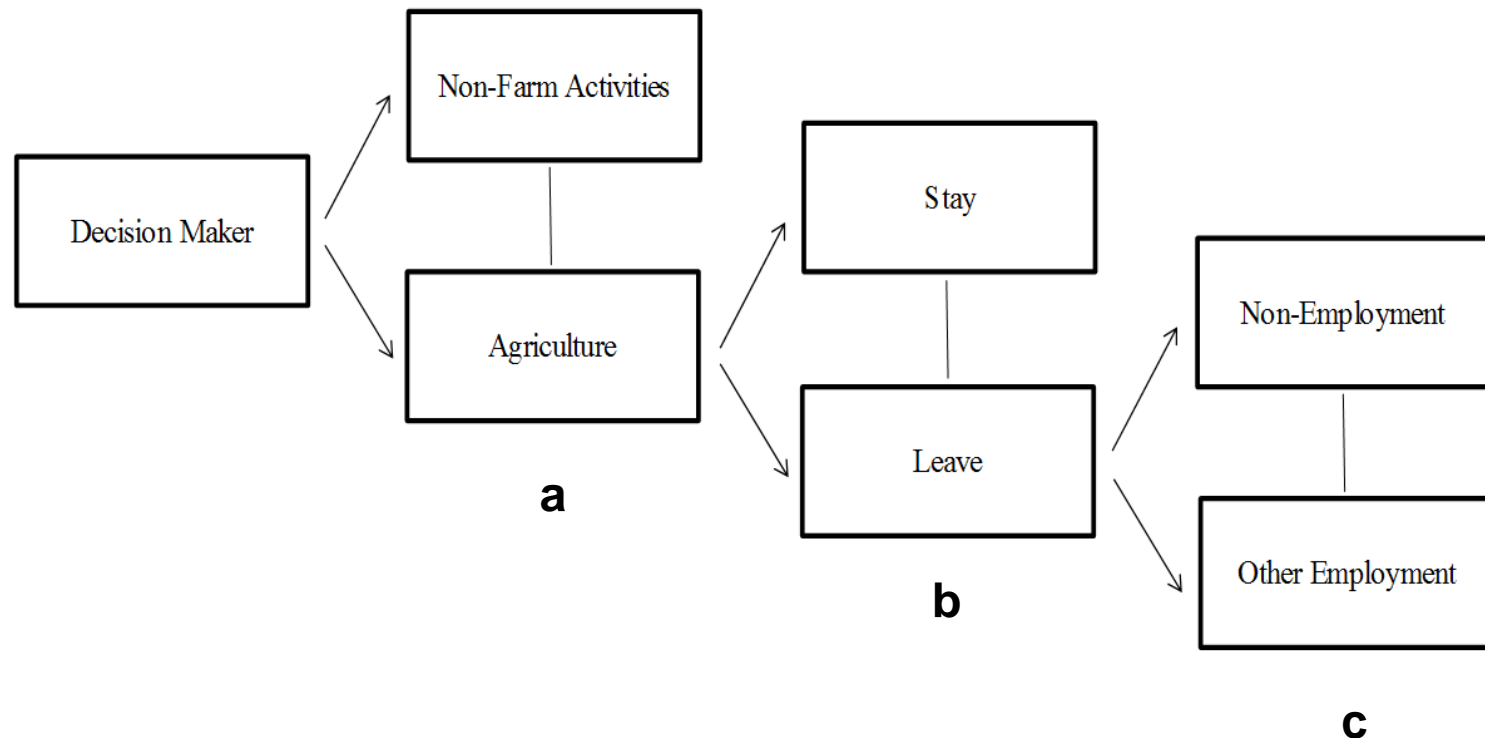 Non-Farm Activities
Decision Maker
Stay
Agriculture
Non-Employment
Leave
a
Other Employment
b
c